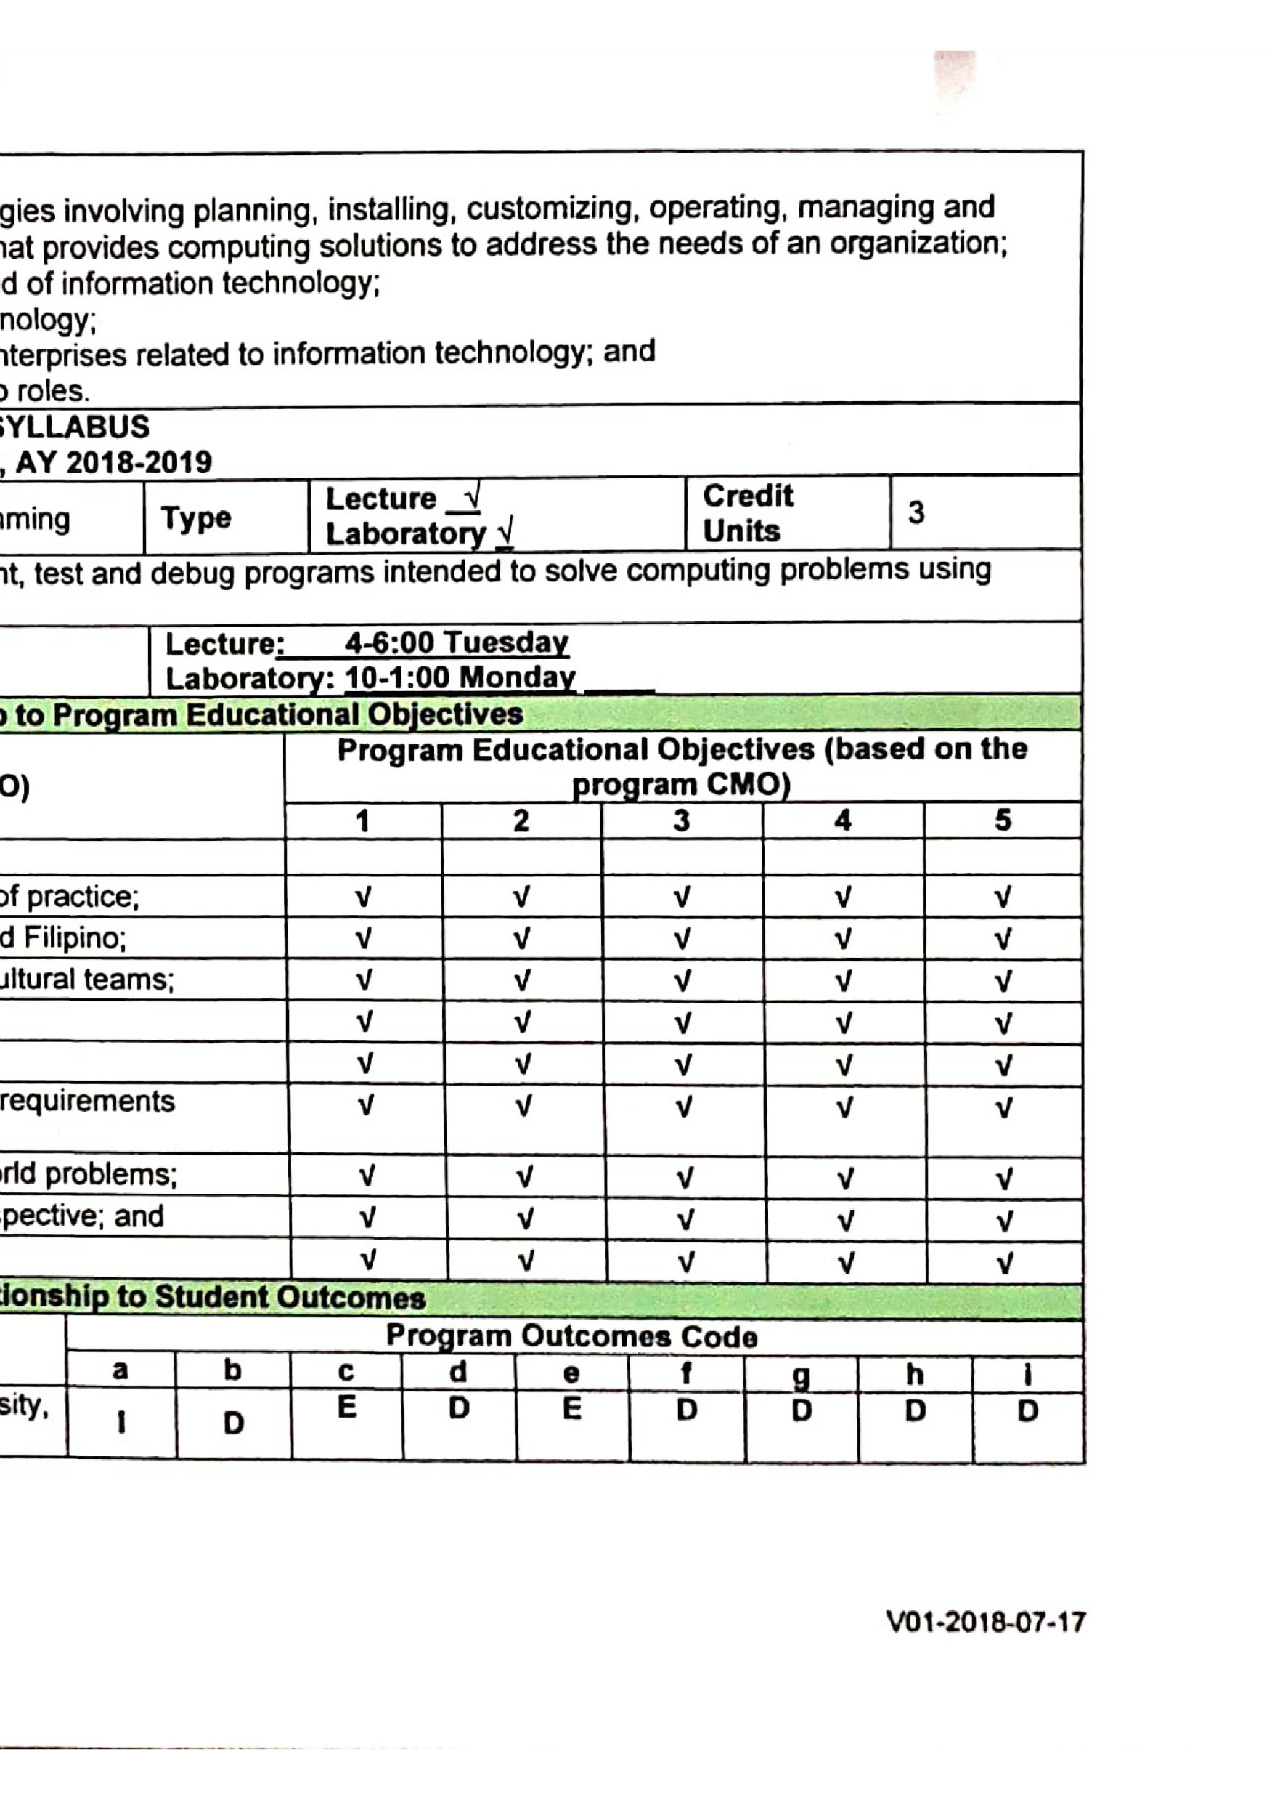 gies involving planning, installing, customizing, operating, managing and
hat provides computing solutions to address the needs of an organization;
d of information technology;
nology;
nterprises related to information technology; and
o roles.
SYLLABUS
, AY 2018-2019
mming Type Lecture √ Credit Units 3
Laboratory √
nt, test and debug programs intended to solve computing problems using
Lecture: 4-6:00 Tuesday
Laboratory: 10-1:00 Monday
p to Program Educational Objectives
Program Educational Objectives (based on the
program CMO)
O)
1 2 3 4 5
of practice; √ √ √ √ √
d Filipino; √ √ √ √ √
ultural teams; √ √ √ √ √
√ √ √ √ √
√ √ √ √ √
requirements √ √ √ √ √
orld problems; √ √ √ √ √
spective; and √ √ √ √ √
√ √ √ √ √
tionship to Student Outcomes
Program Outcomes Code
a b c d e f g h i
sity, I D E D E D D D D
V01-2018-07-17